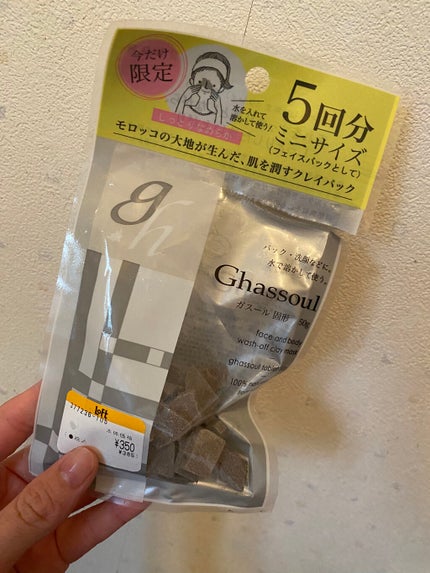 今だけ
限定
水を入れて
溶かして使う!
5回分
ミニサイズ
(フェイスパックとして)
しっとりなめらか
モロッコの大地が生んだ、肌を潤すクレイパック
gh
パック・洗顔などに。
水で溶かして使う。
Ghassoul
ガスール 固形 50g
face and body
wash-off clay
ghassoul tablet
100%
loft
本体価格
¥350